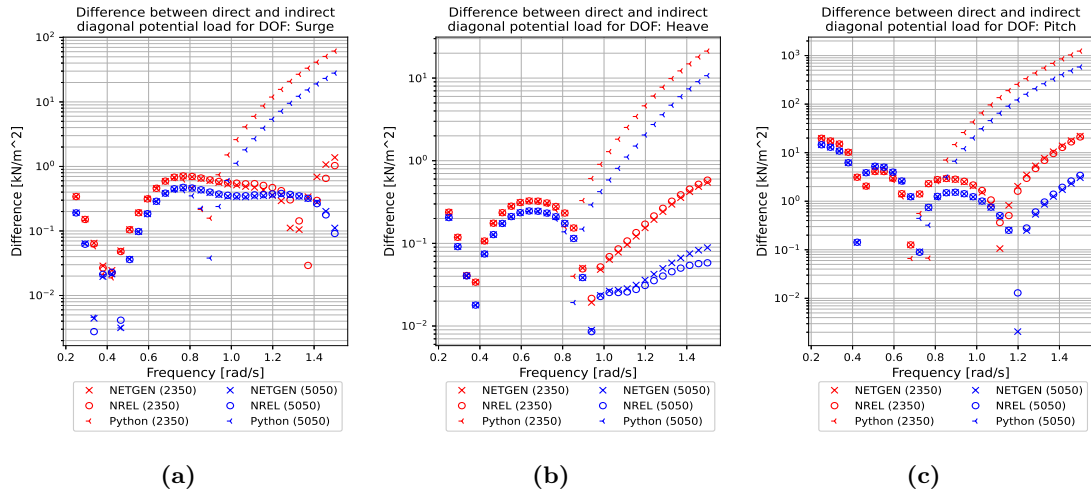 Difference between direct and indirect
diagonal potential load for DOF: Surge
10^2
10^1
10^0
10^−1
10^−2
Difference [kN/m^2]
0.2 0.4 0.6 0.8 1.0 1.2 1.4
Frequency [rad/s]
× NETGEN (2350) × NETGEN (5050)
NREL (2350) NREL (5050)
Python (2350) Python (5050)
(a)
Difference between direct and indirect
diagonal potential load for DOF: Heave
10^1
10^0
10^−1
10^−2
Difference [kN/m^2]
0.2 0.4 0.6 0.8 1.0 1.2 1.4
Frequency [rad/s]
× NETGEN (2350) × NETGEN (5050)
NREL (2350) NREL (5050)
Python (2350) Python (5050)
(b)
Difference between direct and indirect
diagonal potential load for DOF: Pitch
10^3
10^2
10^1
10^0
10^−1
10^−2
Difference [kN/m^2]
0.2 0.4 0.6 0.8 1.0 1.2 1.4
Frequency [rad/s]
× NETGEN (2350) × NETGEN (5050)
NREL (2350) NREL (5050)
Python (2350) Python (5050)
(c)